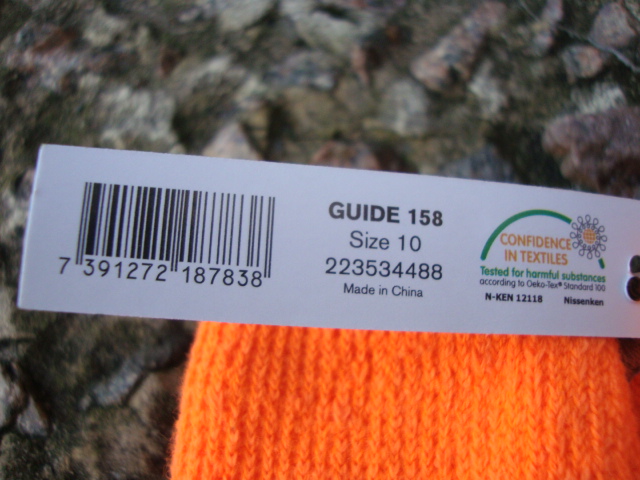 7 391272 187838
GUIDE 158
Size 10
223534488
Made in China
CONFIDENCE
IN TEXTILES
Tested for harmful substances
according to Oeko-Tex® Standard 100
N-KEN 12118 Nissenken